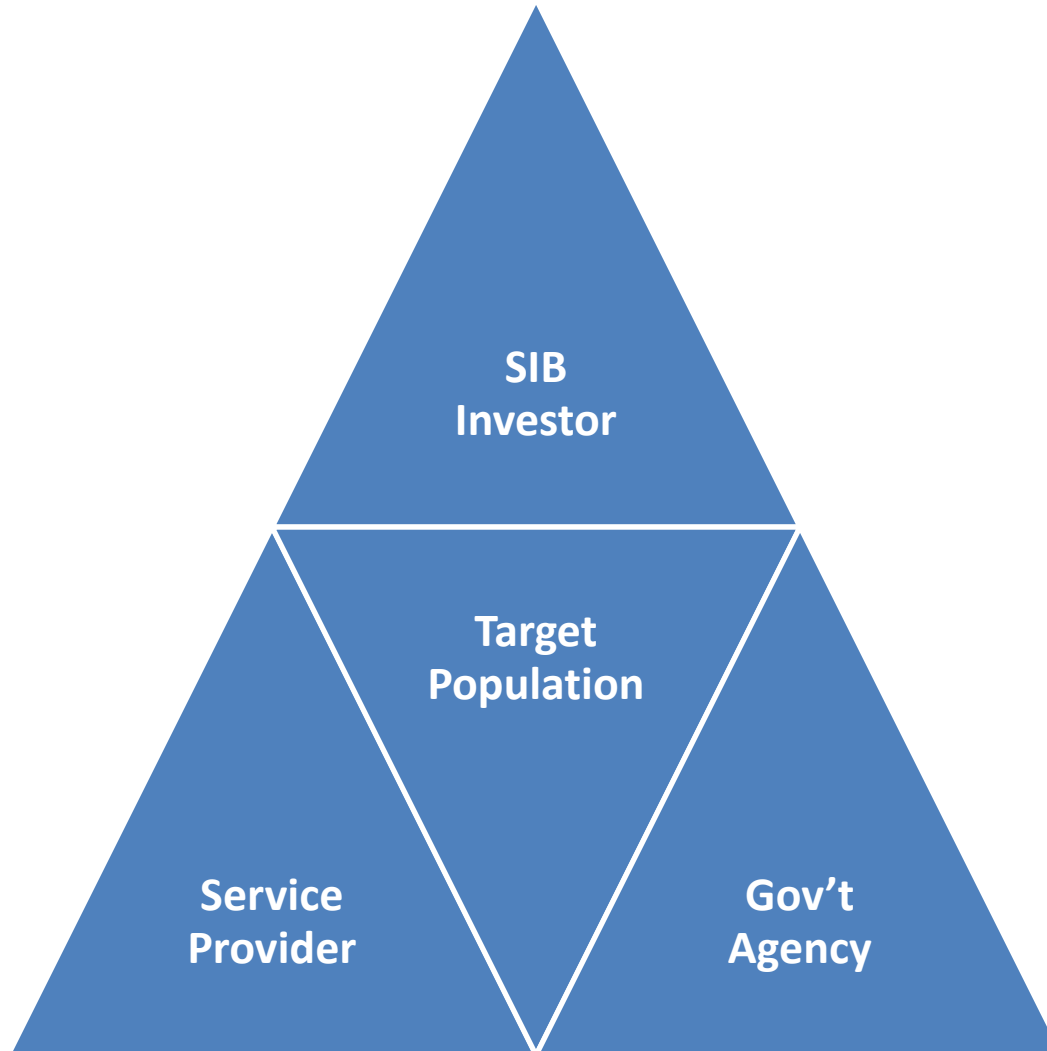 SIB
Investor
Target
Population
Service
Provider
Gov’t
Agency